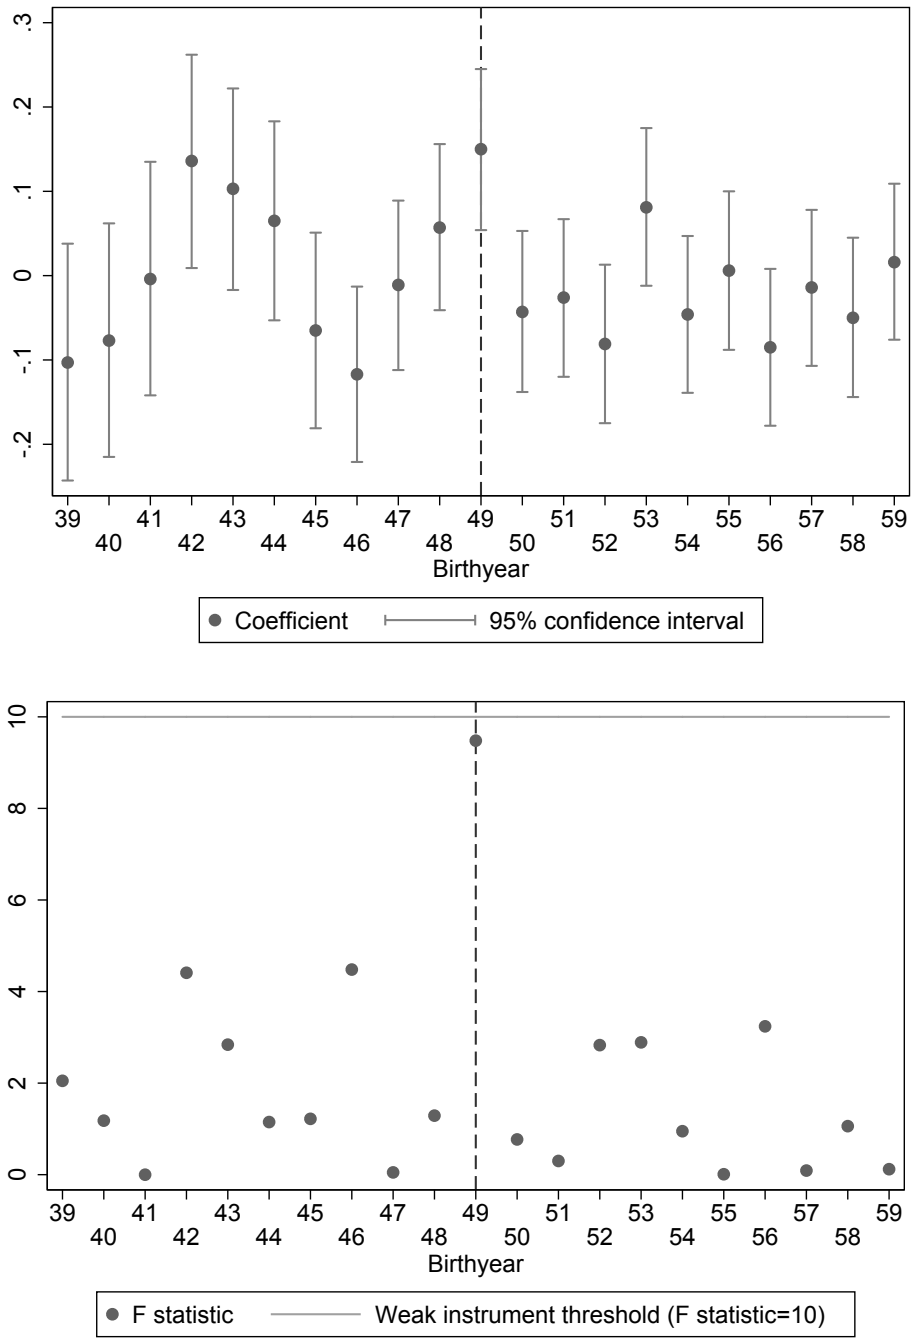 .3
.2
.1
0
-.1
-.2
39 41 43 45 47 49 51 53 55 57 59
40 42 44 46 48 50 52 54 56 58
Birthyear
Coefficient 95% confidence interval
10
8
6
4
2
0
39 41 43 45 47 49 51 53 55 57 59
40 42 44 46 48 50 52 54 56 58
Birthyear
F statistic Weak instrument threshold (F statistic=10)